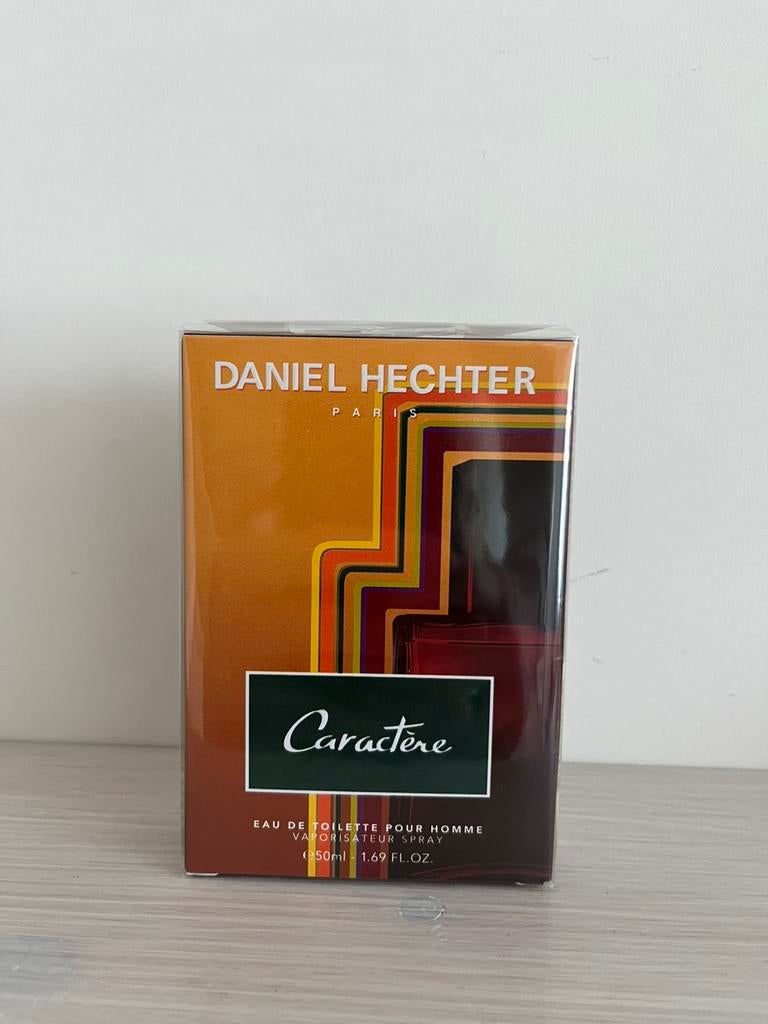 DANIEL HECHTER
PARIS
Caractère
EAU DE TOILETTE POUR HOMME
VAPORISATEUR SPRAY
℮50ml - 1.69 FL.OZ.